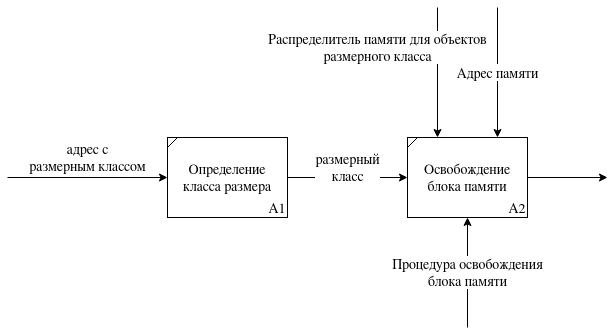 Распределитель памяти для объектов
размерного класса
Адрес памяти
адрес с
размерным классом
Определение
класса размера
A1
размерный
класс
Освобождение
блока памяти
A2
Процедура освобождения
блока памяти